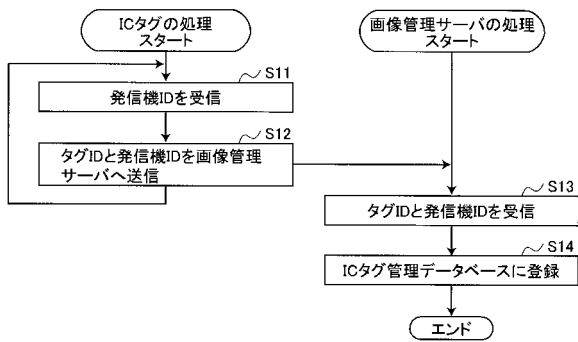 ICタグの処理
スタート
S11
発信機IDを受信
S12
タグIDと発信機IDを画像管理
サーバへ送信
画像管理サーバの処理
スタート
S13
タグIDと発信機IDを受信
S14
ICタグ管理データベースに登録
エンド